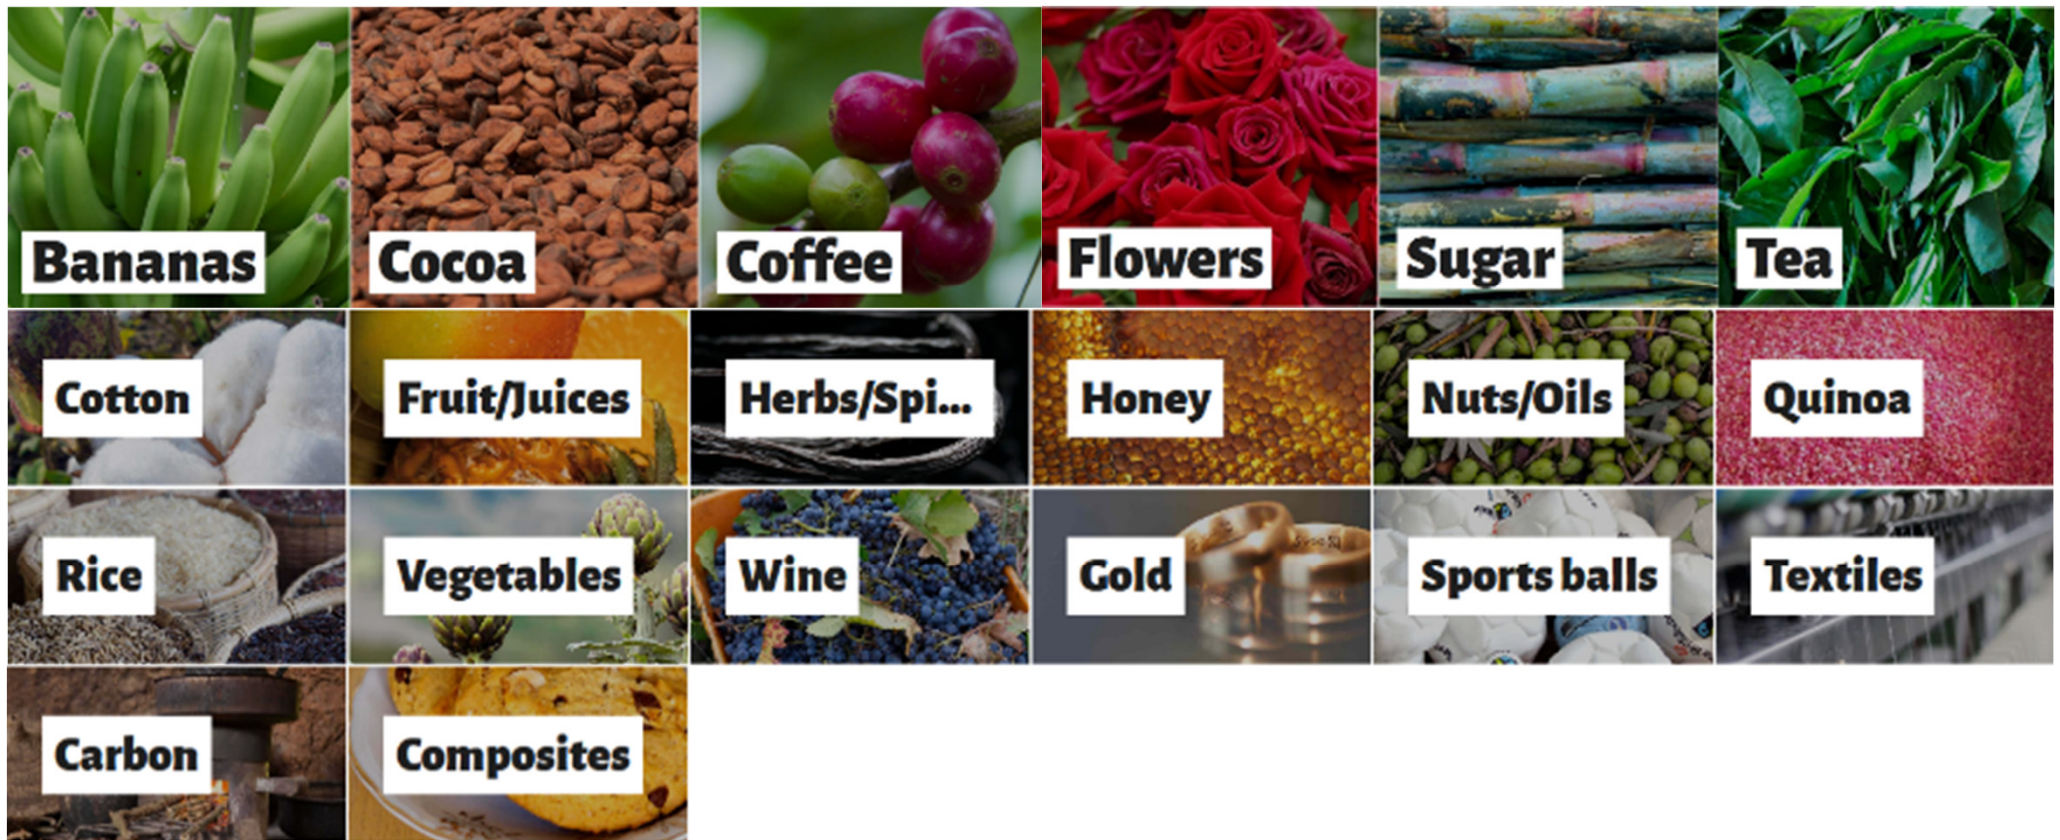 Bananas
Cocoa
Coffee
Flowers
Sugar
Tea
Cotton
Fruit/Juices
Herbs/Spi...
Honey
Nuts/Oils
Quinoa
Rice
Vegetables
Wine
Gold
Sports balls
Textiles
Carbon
Composites